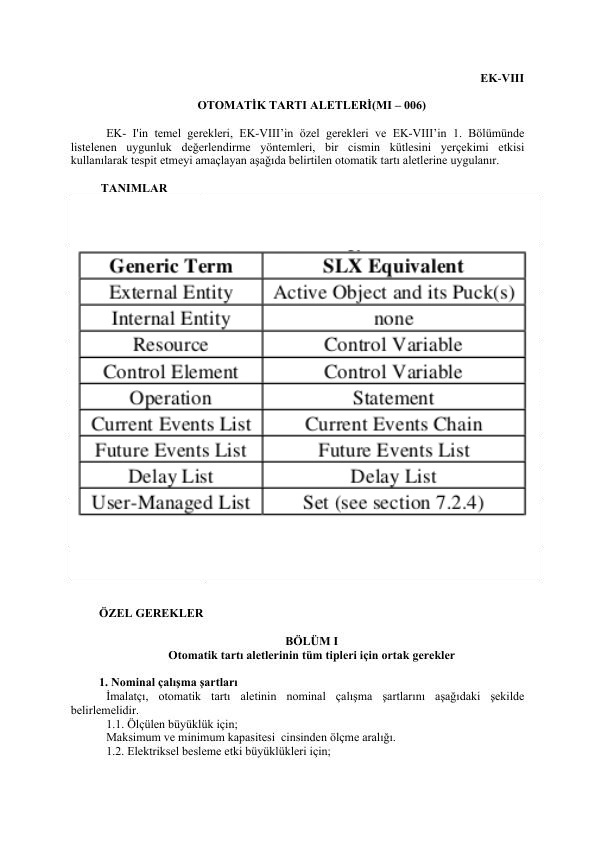 EK-VIII
OTOMATİK TARTI ALETLERİ(MI – 006)
EK- I'in temel gerekleri, EK-VIII’in özel gerekleri ve EK-VIII’in 1. Bölümünde
listelenen uygunluk değerlendirme yöntemleri, bir cismin kütlesini yerçekimi etkisi
kullanılarak tespit etmeyi amaçlayan aşağıda belirtilen otomatik tartı aletlerine uygulanır.
TANIMLAR
Generic Term SLX Equivalent
External Entity Active Object and its Puck(s)
Internal Entity none
Resource Control Variable
Control Element Control Variable
Operation Statement
Current Events List Current Events Chain
Future Events List Future Events List
Delay List Delay List
User-Managed List Set (see section 7.2.4)
ÖZEL GEREKLER
BÖLÜM I
Otomatik tartı aletlerinin tüm tipleri için ortak gerekler
1. Nominal çalışma şartları
İmalatçı, otomatik tartı aletinin nominal çalışma şartlarını aşağıdaki şekilde
belirlemelidir.
1.1. Ölçülen büyüklük için;
Maksimum ve minimum kapasitesi cinsinden ölçme aralığı.
1.2. Elektriksel besleme etki büyüklükleri için;